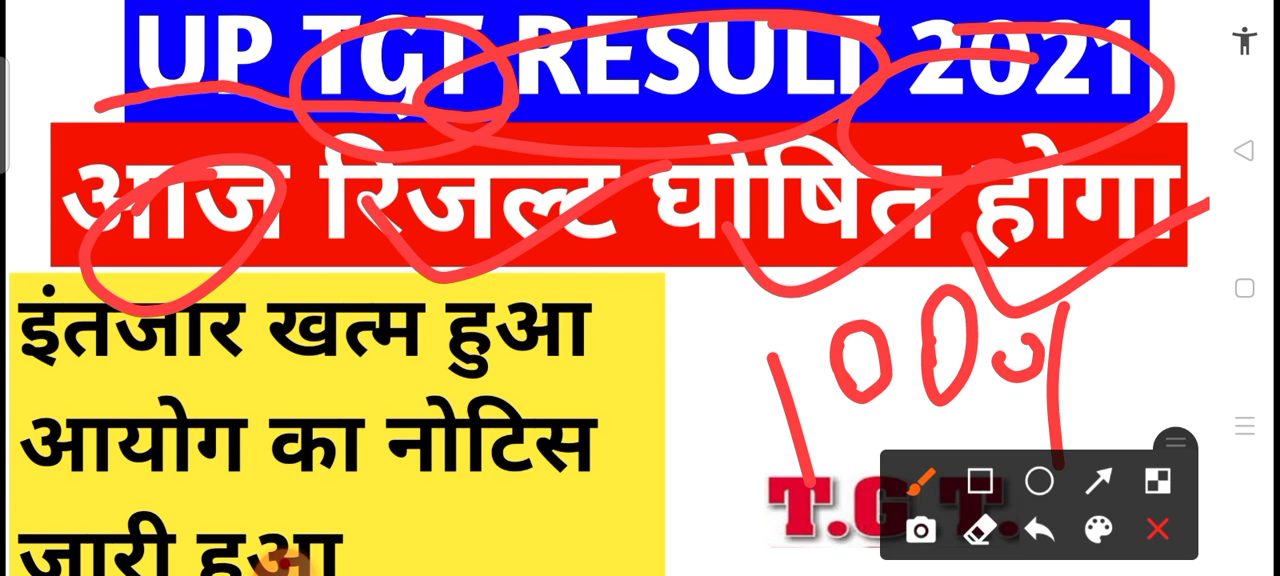 UP TGT RESULT 2021
आज रिजल्ट घोषित होगा
इंतजार खत्म हुआ
आयोग का नोटिस
जारी हुआ
100%
T.G.T.